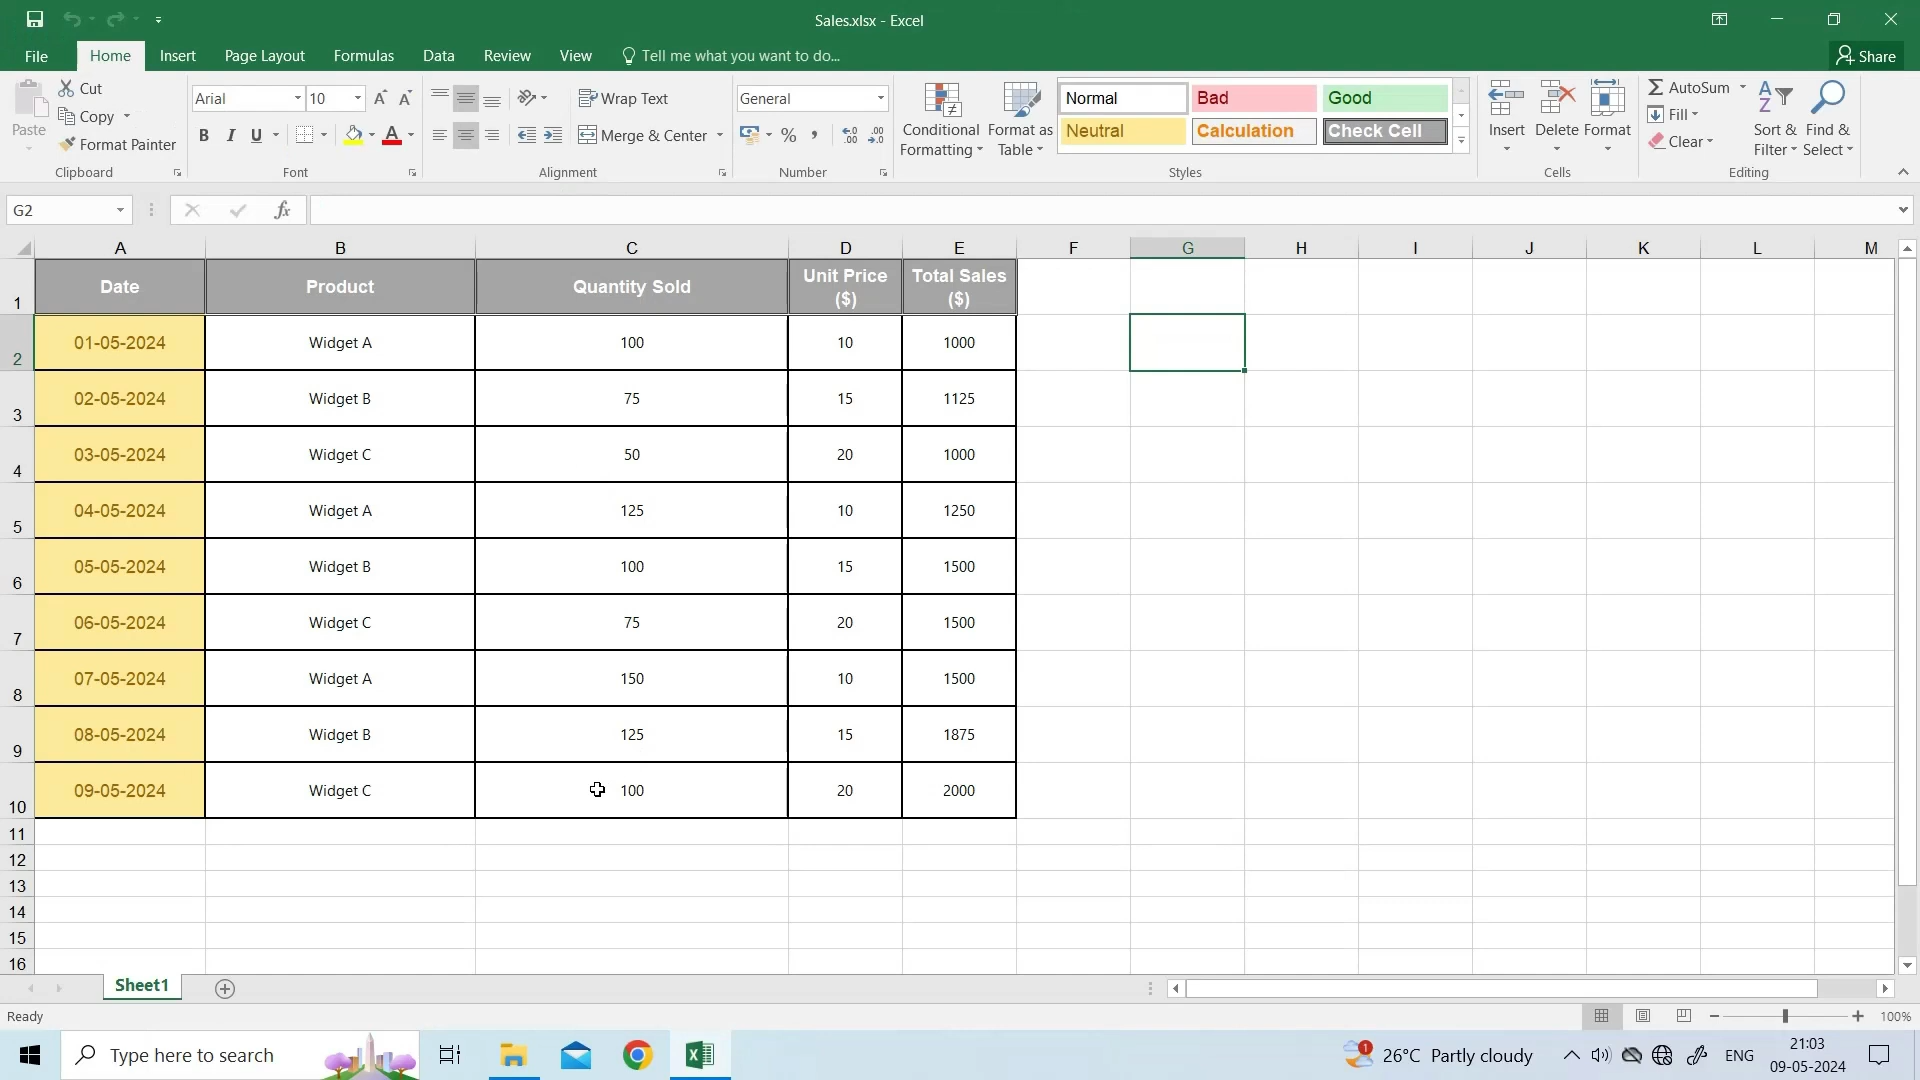 Sales.xlsx - Excel
File Home Insert Page Layout Formulas Data Review View Tell me what you want to do... Share
Paste
Cut
Copy
Format Painter
Clipboard
Arial 10
B I U
Font
Wrap Text
Merge & Center
Alignment
General
%
Number
Conditional Formatting
Format as Table
Normal Bad Good
Neutral Calculation Check Cell
Styles
Insert Delete Format
Cells
AutoSum
Fill
Clear
Sort & Filter
Find & Select
Editing
G2 fx
A B C D E F G H I J K L M
1 Date Product Quantity Sold Unit Price ($) Total Sales ($)
2 01-05-2024 Widget A 100 10 1000
3 02-05-2024 Widget B 75 15 1125
4 03-05-2024 Widget C 50 20 1000
5 04-05-2024 Widget A 125 10 1250
6 05-05-2024 Widget B 100 15 1500
7 06-05-2024 Widget C 75 20 1500
8 07-05-2024 Widget A 150 10 1500
9 08-05-2024 Widget B 125 15 1875
10 09-05-2024 Widget C 100 20 2000
11
12
13
14
15
16
Sheet1
Ready 100%
Type here to search
1
26°C Partly cloudy
ENG
21:03
09-05-2024